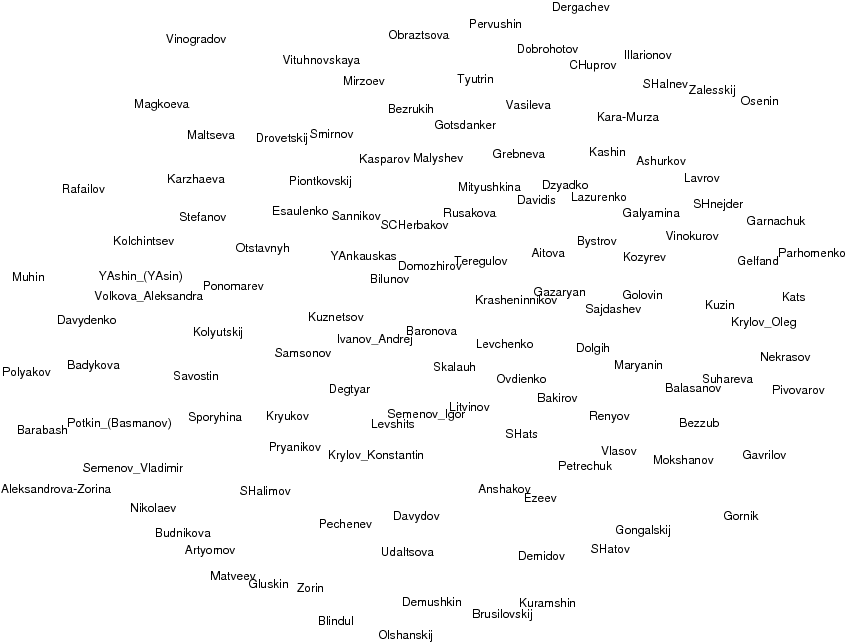 Dergachev
Pervushin
Obraztsova
Vinogradov
Dobrohotov
Illarionov
Vituhnovskaya
CHuprov
Tyutrin
Mirzoev
SHalnev
Zalesskij
Osenin
Magkoeva
Vasileva
Bezrukih
Kara-Murza
Gotsdanker
Maltseva
Smirnov
Drovetskij
Kashin
Grebneva
Kasparov
Malyshev
Ashurkov
Lavrov
Karzhaeva
Piontkovskij
Dzyadko
Mityushkina
Rafailov
Lazurenko
Davidis
SHnejder
Esaulenko
Rusakova
Galyamina
Sannikov
Stefanov
Garnachuk
SCHerbakov
Vinokurov
Kolchintsev
Bystrov
Otstavnyh
Aitova
Parhomenko
YAnkauskas
Kozyrev
Teregulov
Gelfand
Domozhirov
YAshin_(YAsin)
Muhin
Bilunov
Ponomarev
Gazaryan
Volkova_Aleksandra
Golovin
Kats
Krasheninnikov
Kuzin
Sajdashev
Kuznetsov
Davydenko
Krylov_Oleg
Kolyutskij
Baronova
Ivanov_Andrej
Levchenko
Dolgih
Samsonov
Nekrasov
Badykova
Maryanin
Skalauh
Polyakov
Savostin
Ovdienko
Suhareva
Balasanov
Degtyar
Pivovarov
Bakirov
Litvinov
Semenov_Igor
Kryukov
Sporyhina
Renyov
Potkin_(Basmanov)
Levshits
Bezzub
Barabash
SHats
Pryanikov
Vlasov
Krylov_Konstantin
Gavrilov
Mokshanov
Petrechuk
Semenov_Vladimir
Aleksandrova-Zorina
SHalimov
Anshakov
Ezeev
Nikolaev
Davydov
Gornik
Pechenev
Gongalskij
Budnikova
SHatov
Artyomov
Udaltsova
Demidov
Matveev
Gluskin
Zorin
Demushkin
Kuramshin
Brusilovskij
Blindul
Olshanskij